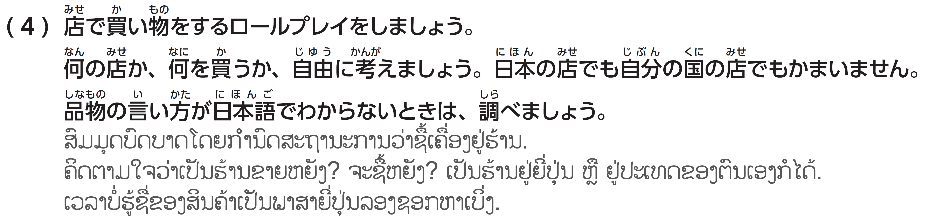 (4) 店で買い物をするロールプレイをしましょう。
何の店か、何を買うか、自由に考えましょう。日本の店でも自分の国の店でもかまいません。
品物の言い方が日本語でわからないときは、調べましょう。
ສົມມຸດບົດບາດໂດຍກຳນົດສະຖານະການວ່າຊື້ເຄື່ອງຢູ່ຮ້ານ.
ຄິດຕາມໃຈວ່າເປັນຮ້ານຂາຍຫຍັງ? ຈະຊື້ຫຍັງ? ເປັນຮ້ານຢູ່ຍີ່ປຸ່ນ ຫຼື ຢູ່ປະເທດຂອງຕົນເອງກໍໄດ້.
ເວລາບໍ່ຮູ້ຊື່ຂອງສິນຄ້າເປັນພາສາຍີ່ປຸ່ນລອງຊອກຫາເບິ່ງ.